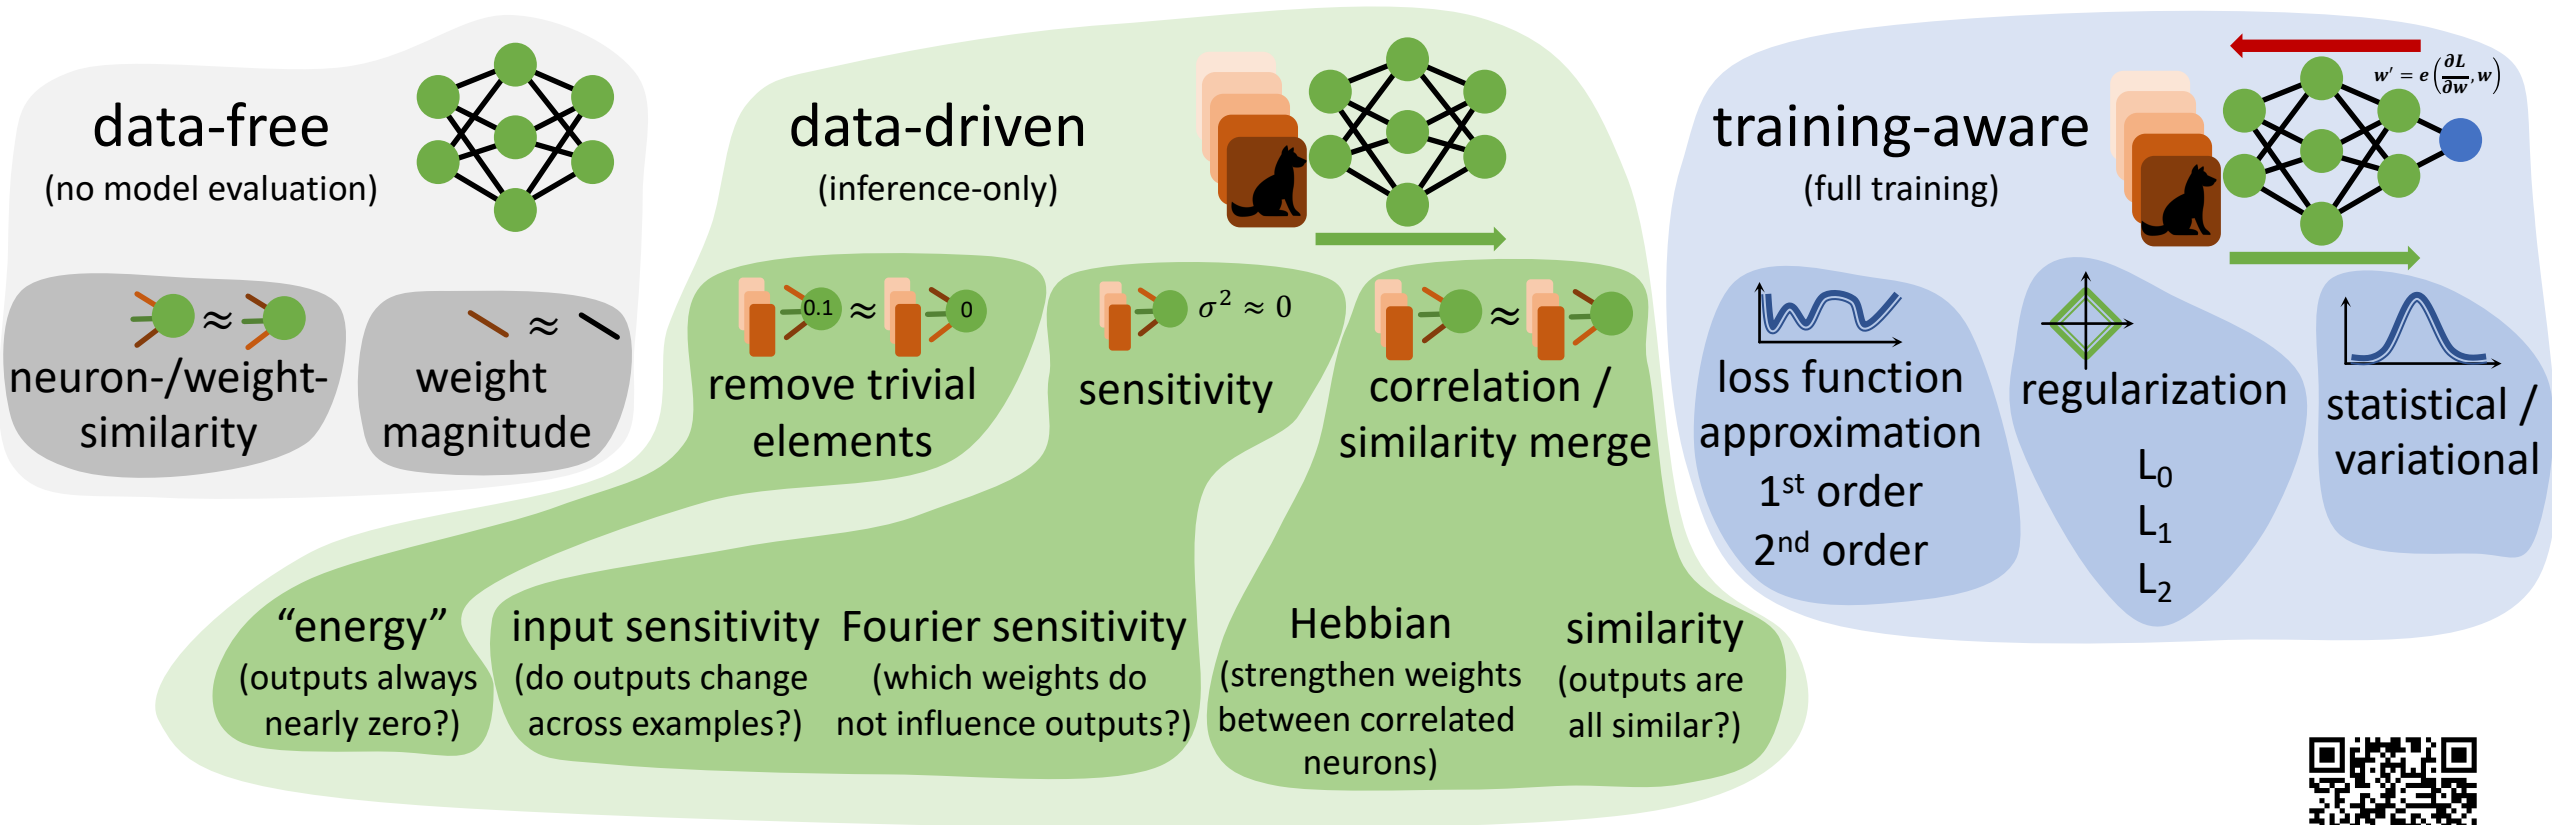 data-free
(no model evaluation)
≈
neuron-/weight-
similarity
≈
weight
magnitude
data-driven
(inference-only)
0.1 ≈ 0
remove trivial
elements
σ² ≈ 0
sensitivity
≈
correlation /
similarity merge
“energy”
(outputs always
nearly zero?)
input sensitivity
(do outputs change
across examples?)
Fourier sensitivity
(which weights do
not influence outputs?)
Hebbian
(strengthen weights
between correlated
neurons)
similarity
(outputs are
all similar?)
training-aware
(full training)
w′ = e(∂L/∂w, w)
loss function
approximation
1st order
2nd order
regularization
L₀
L₁
L₂
statistical /
variational